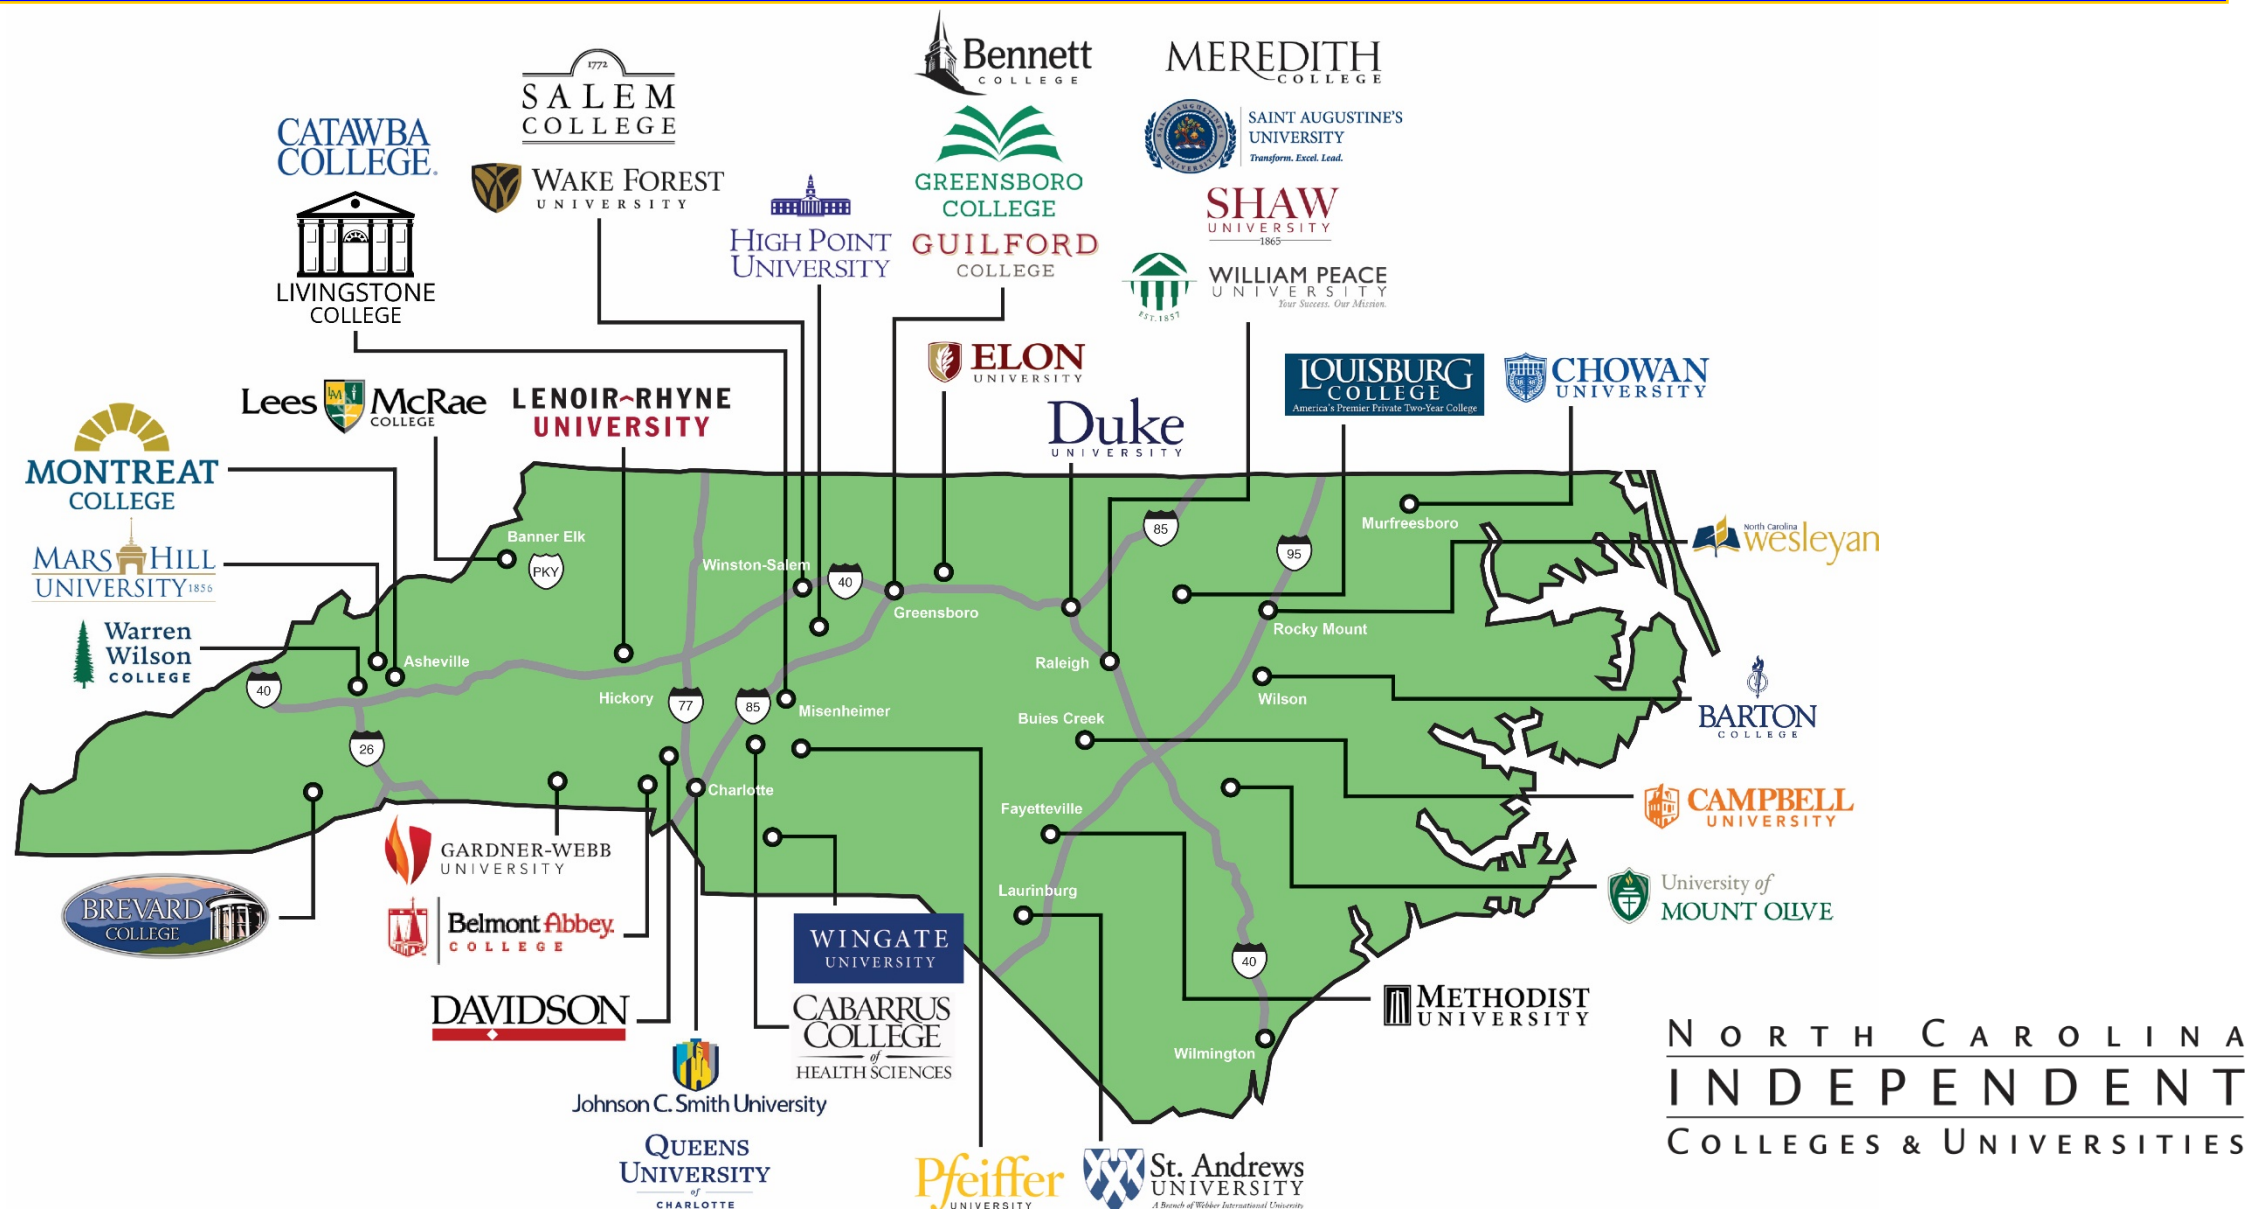 Bennett
COLLEGE
MEREDITH
COLLEGE
1772
SALEM
COLLEGE
CATAWBA
COLLEGE.
SAINT AUGUSTINE'S
UNIVERSITY
Transform. Excel. Lead.
WAKE FOREST
UNIVERSITY
GREENSBORO
COLLEGE
SHAW
UNIVERSITY
1865
HIGH POINT
UNIVERSITY
GUILFORD
COLLEGE
LIVINGSTONE
COLLEGE
WILLIAM PEACE
UNIVERSITY
Your Success. Our Mission.
EST. 1857
ELON
UNIVERSITY
LOUISBURG
COLLEGE
America's Premier Private Two-Year College
CHOWAN
UNIVERSITY
Lees LM McRae
COLLEGE
LENOIR-RHYNE
UNIVERSITY
Duke
UNIVERSITY
MONTREAT
COLLEGE
MARS HILL
UNIVERSITY 1856
Warren
Wilson
COLLEGE
North Carolina
wesleyan
BARTON
COLLEGE
CAMPBELL
UNIVERSITY
University of
MOUNT OLIVE
METHODIST
UNIVERSITY
Banner Elk
PKY
Winston-Salem
40
Greensboro
85
95
Murfreesboro
Rocky Mount
Asheville
40
Hickory
77
85
Misenheimer
Raleigh
Wilson
Buies Creek
26
Charlotte
Fayetteville
Laurinburg
40
Wilmington
BREVARD
COLLEGE
GARDNER-WEBB
UNIVERSITY
Belmont Abbey
COLLEGE
DAVIDSON
WINGATE
UNIVERSITY
CABARRUS
COLLEGE
of
HEALTH SCIENCES
Johnson C. Smith University
QUEENS
UNIVERSITY
of
CHARLOTTE
Pfeiffer
UNIVERSITY
St. Andrews
UNIVERSITY
A Branch of Webber International University
NORTH CAROLINA
INDEPENDENT
COLLEGES & UNIVERSITIES